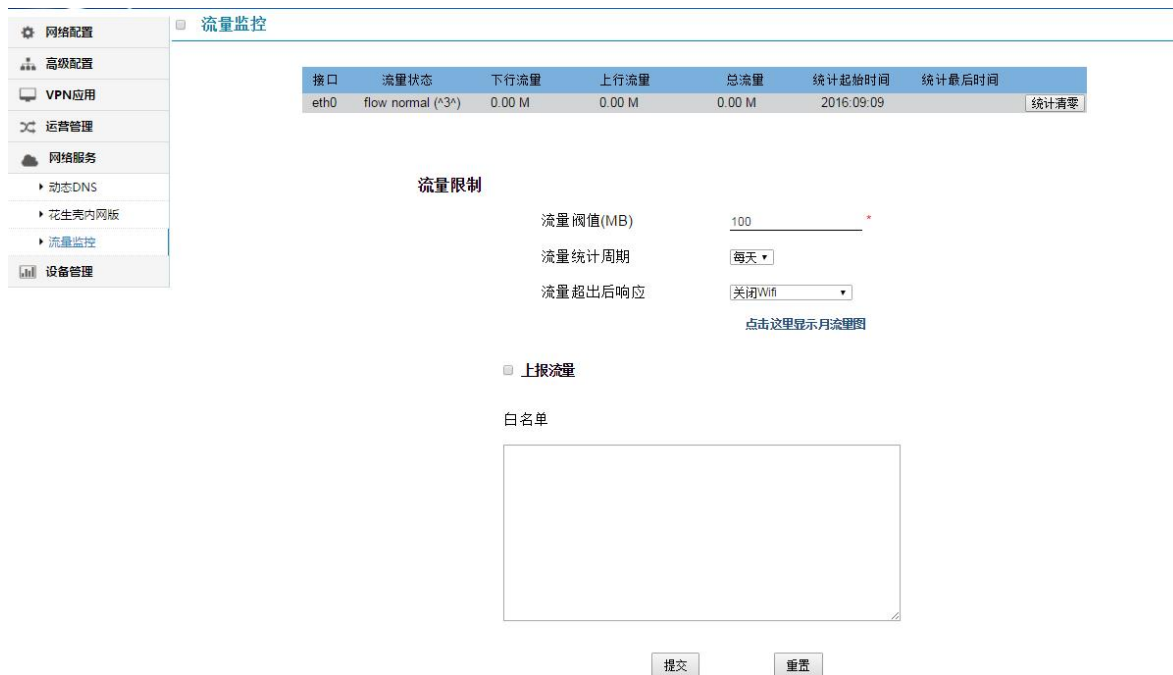 网络配置
流量监控
高级配置
VPN应用
运营管理
网络服务
动态DNS
花生壳内网版
流量监控
设备管理
接口 流量状态 下行流量 上行流量 总流量 统计起始时间 统计最后时间
eth0 flow normal (^3^) 0.00 M 0.00 M 0.00 M 2016:09:09 统计清零
流量限制
流量阀值(MB) 100 *
流量统计周期 每天
流量超出后响应 关闭Wifi
点击这里显示月流量图
上报流量
白名单
提交 重置